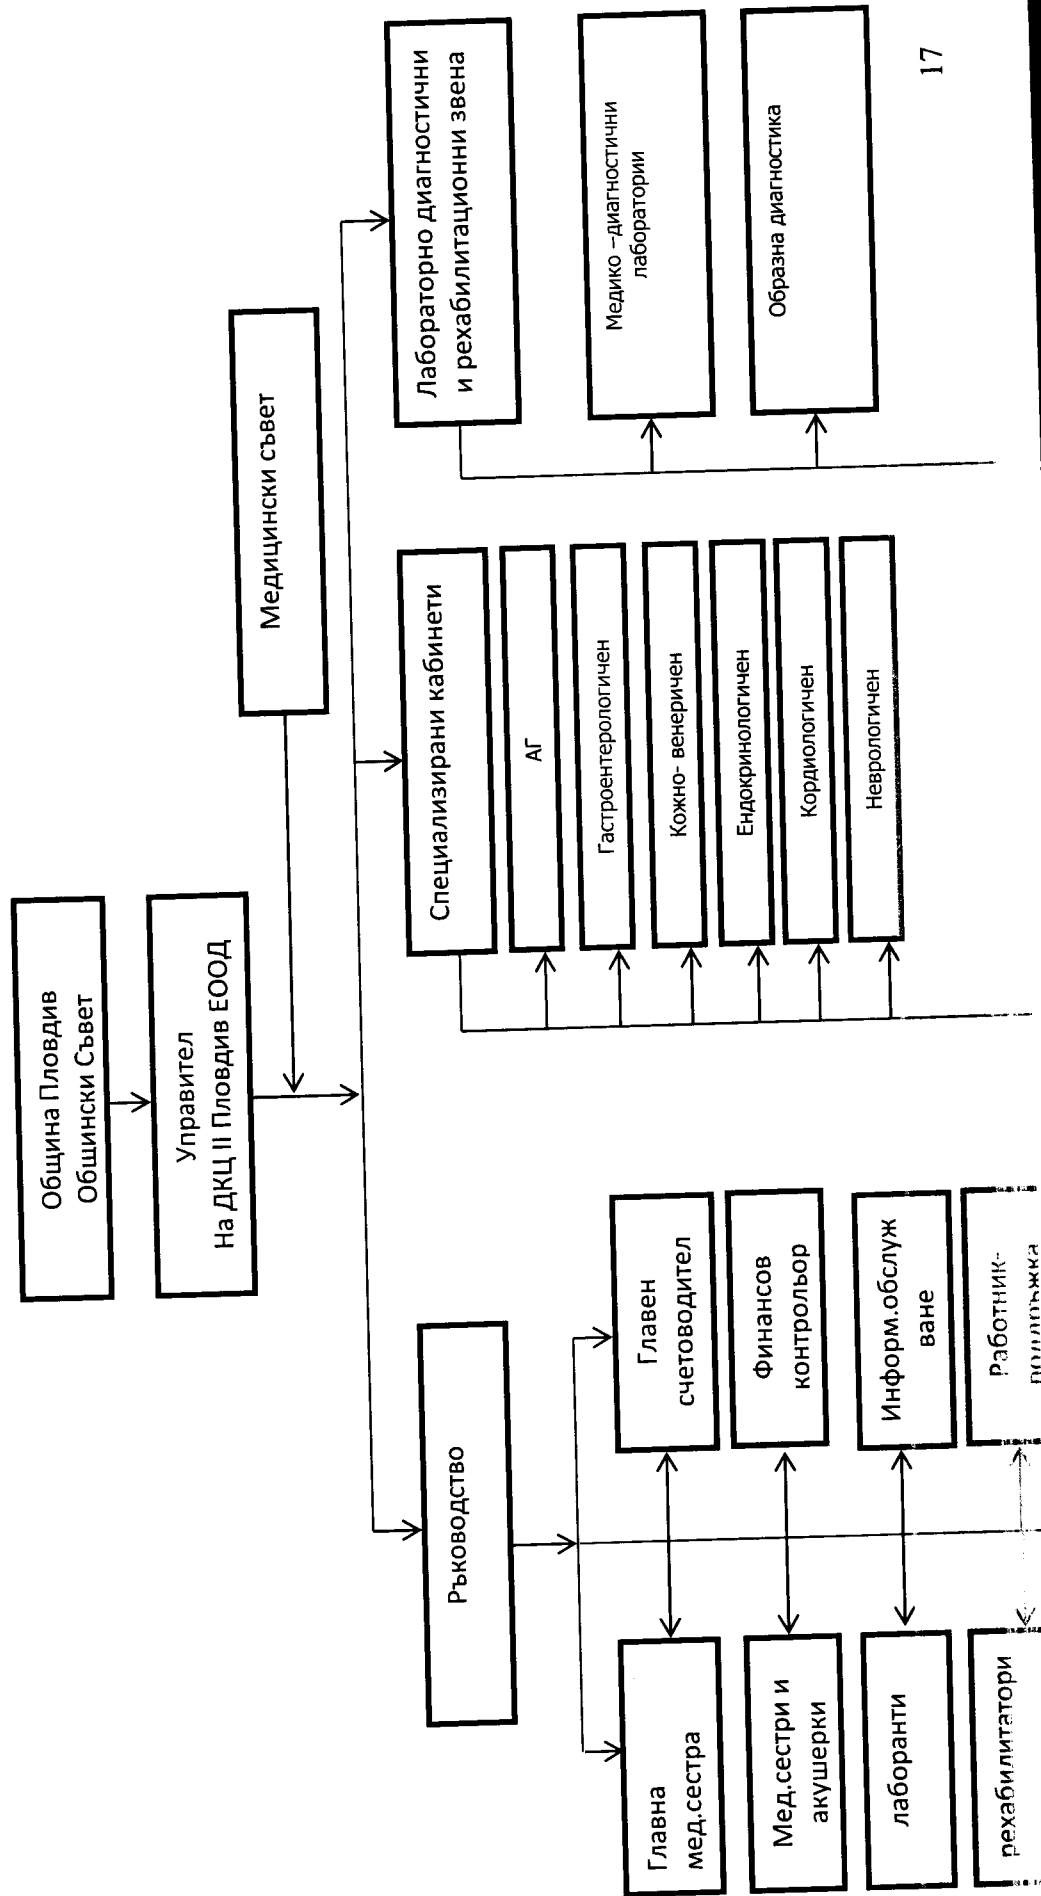 Община Пловдив
Общински Съвет
Управител
На ДКЦ II Пловдив ЕООД
Медицински съвет
Ръководство
Специализирани кабинети
Лабораторно диагностични
и рехабилитационни звена
Главна
мед.сестра
Главен
счетоводител
Мед.сестри и
акушерки
Финансов
контрольор
лаборанти
Информ.обслуж
ване
рехабилитатори
Работник-
АГ
Гастроентерологичен
Кожно- венеричен
Ендокринологичен
Кордиологичен
Неврологичен
Медико –диагностични
лаборатории
Образна диагностика
17